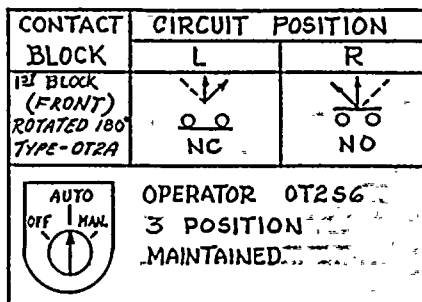 CONTACT BLOCK
CIRCUIT POSITION
L R
1ST BLOCK
(FRONT)
ROTATED 180°
TYPE-OT2A
NC NO
AUTO
OFF MAN.
OPERATOR OT2S6
3 POSITION
MAINTAINED